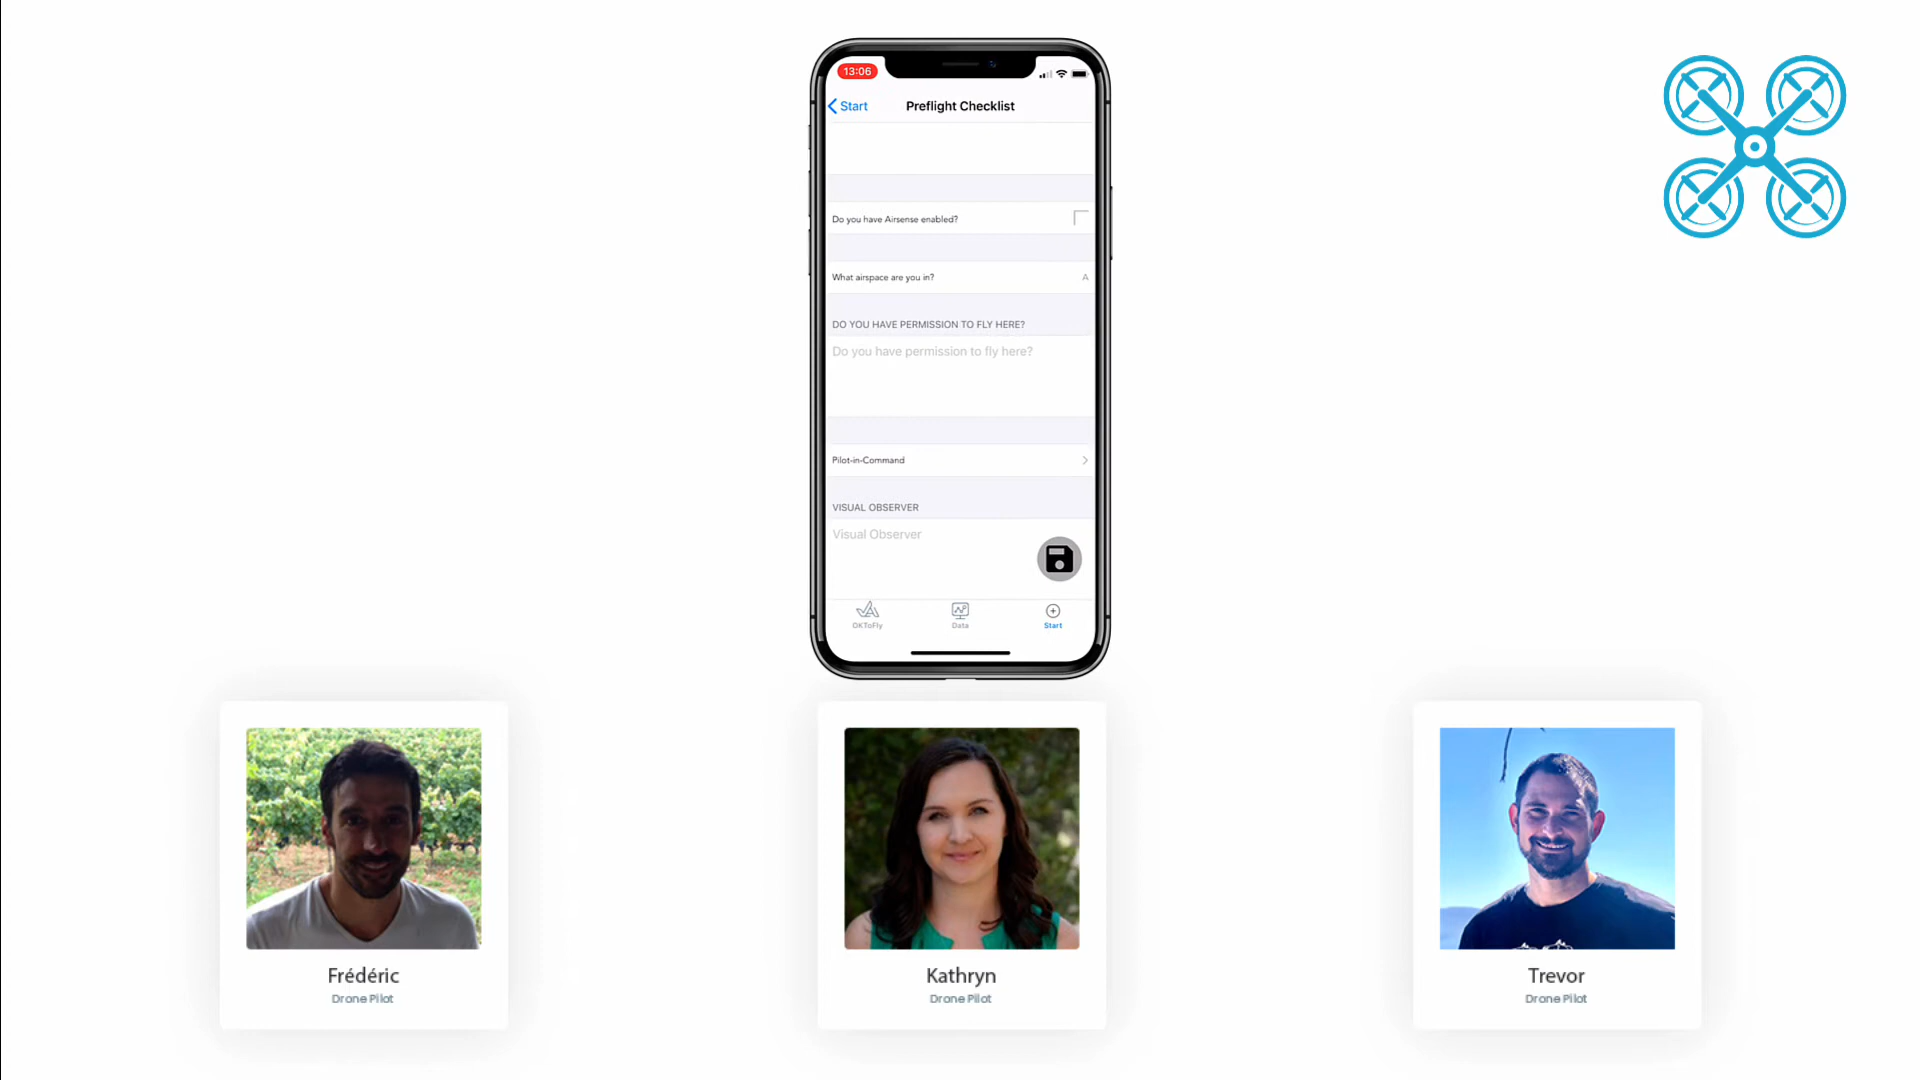 13:06
Start
Preflight Checklist
Do you have Airsense enabled?
What airspace are you in?
A
DO YOU HAVE PERMISSION TO FLY HERE?
Do you have permission to fly here?
Pilot-in-Command
VISUAL OBSERVER
Visual Observer
OKToFly
Data
Start
Frédéric
Drone Pilot
Kathryn
Drone Pilot
Trevor
Drone Pilot